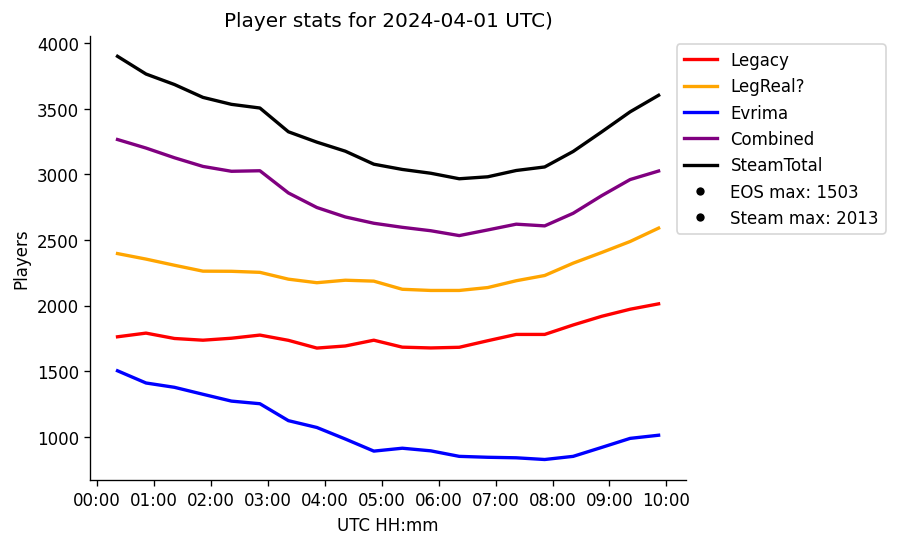 Player stats for 2024-04-01 UTC)
4000
3500
3000
2500
2000
1500
1000
Players
00:00 01:00 02:00 03:00 04:00 05:00 06:00 07:00 08:00 09:00 10:00
UTC HH:mm
Legacy
LegReal?
Evrima
Combined
SteamTotal
EOS max: 1503
Steam max: 2013